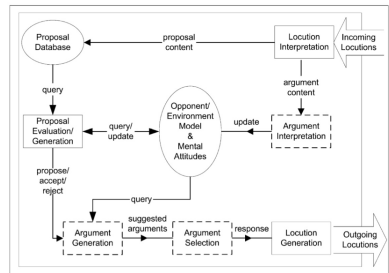 Proposal
Database
proposal
content
Locution
Interpretation
Incoming
Locutions
query
argument
content
Proposal
Evaluation/
Generation
query/
update
Opponent/
Environment
Model
&
Mental
Attitudes
update
Argument
Interpretation
propose/
accept/
reject
query
Argument
Generation
suggested
arguments
Argument
Selection
response
Locution
Generation
Outgoing
Locutions